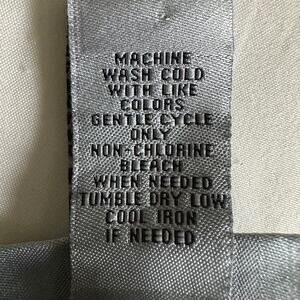 MACHINE
WASH COLD
WITH LIKE
COLORS
GENTLE CYCLE
ONLY
NON-CHLORINE
BLEACH
WHEN NEEDED
TUMBLE DRY LOW
COOL IRON
IF NEEDED